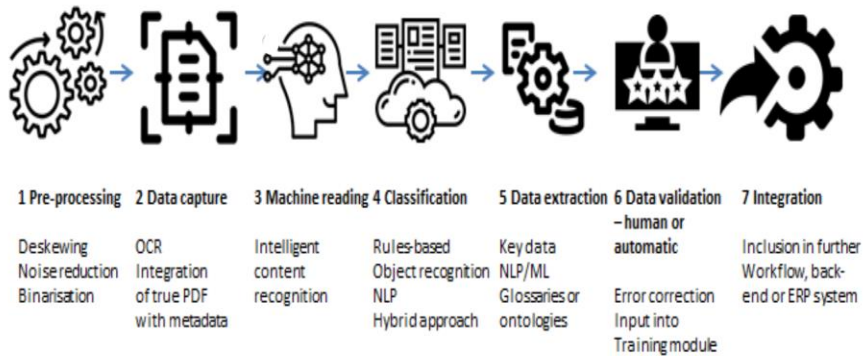 1 Pre-processing
Deskewing
Noise reduction
Binarisation
2 Data capture
OCR
Integration
of true PDF
with metadata
3 Machine reading
Intelligent
content
recognition
4 Classification
Rules-based
Object recognition
NLP
Hybrid approach
5 Data extraction
Key data
NLP/ML
Glossaries or
ontologies
6 Data validation
– human or
automatic
Error correction
Input into
Training module
7 Integration
Inclusion in further
Workflow, back-
end or ERP system